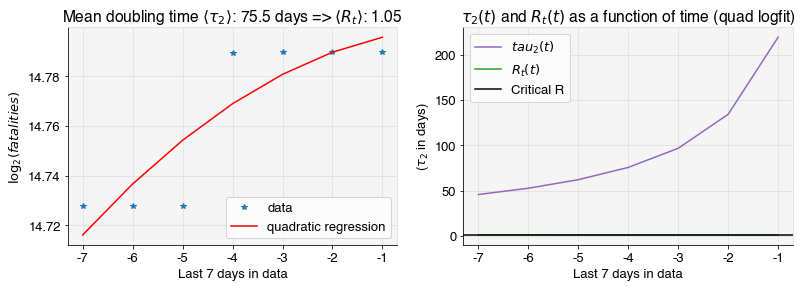 Mean doubling time ⟨τ₂⟩: 75.5 days => ⟨Rₜ⟩: 1.05
log₂(fatalities)
14.78
14.76
14.74
14.72
data
quadratic regression
-7 -6 -5 -4 -3 -2 -1
Last 7 days in data
τ₂(t) and Rₜ(t) as a function of time (quad logfit)
(τ₂ in days)
200
150
100
50
0
tau₂(t)
Rₜ(t)
Critical R
-7 -6 -5 -4 -3 -2 -1
Last 7 days in data